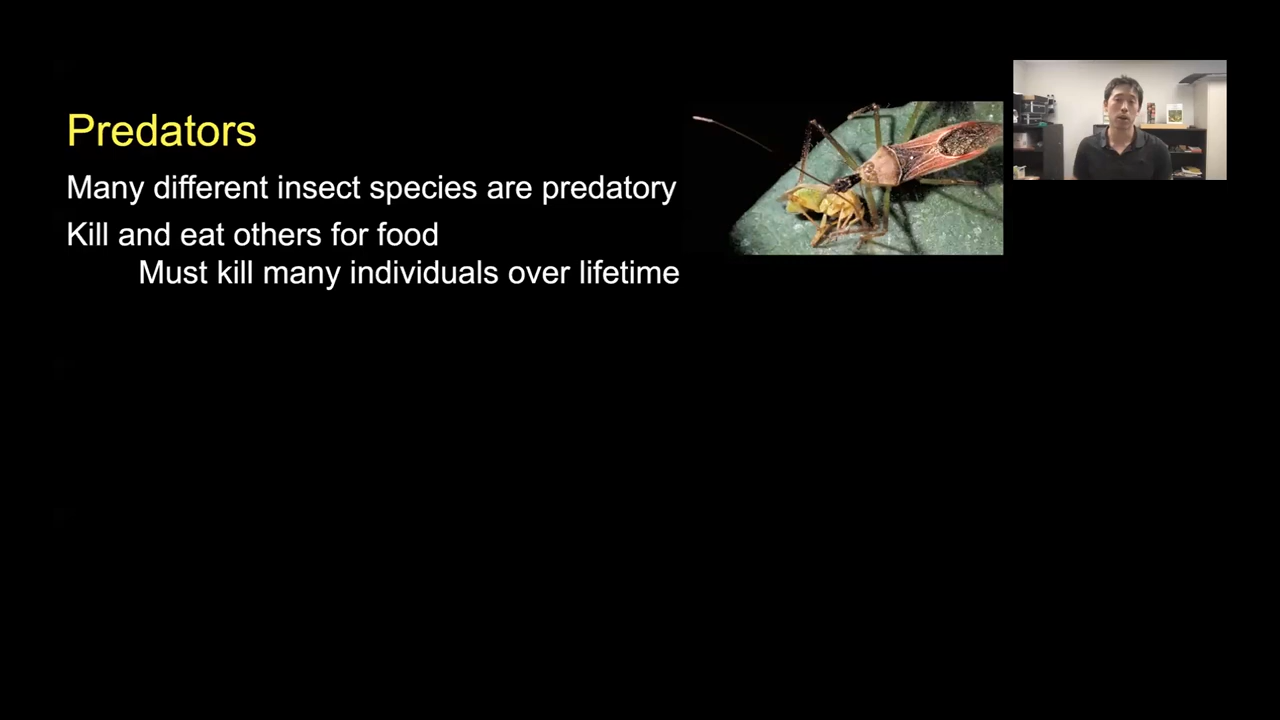 Predators
Many different insect species are predatory
Kill and eat others for food
Must kill many individuals over lifetime